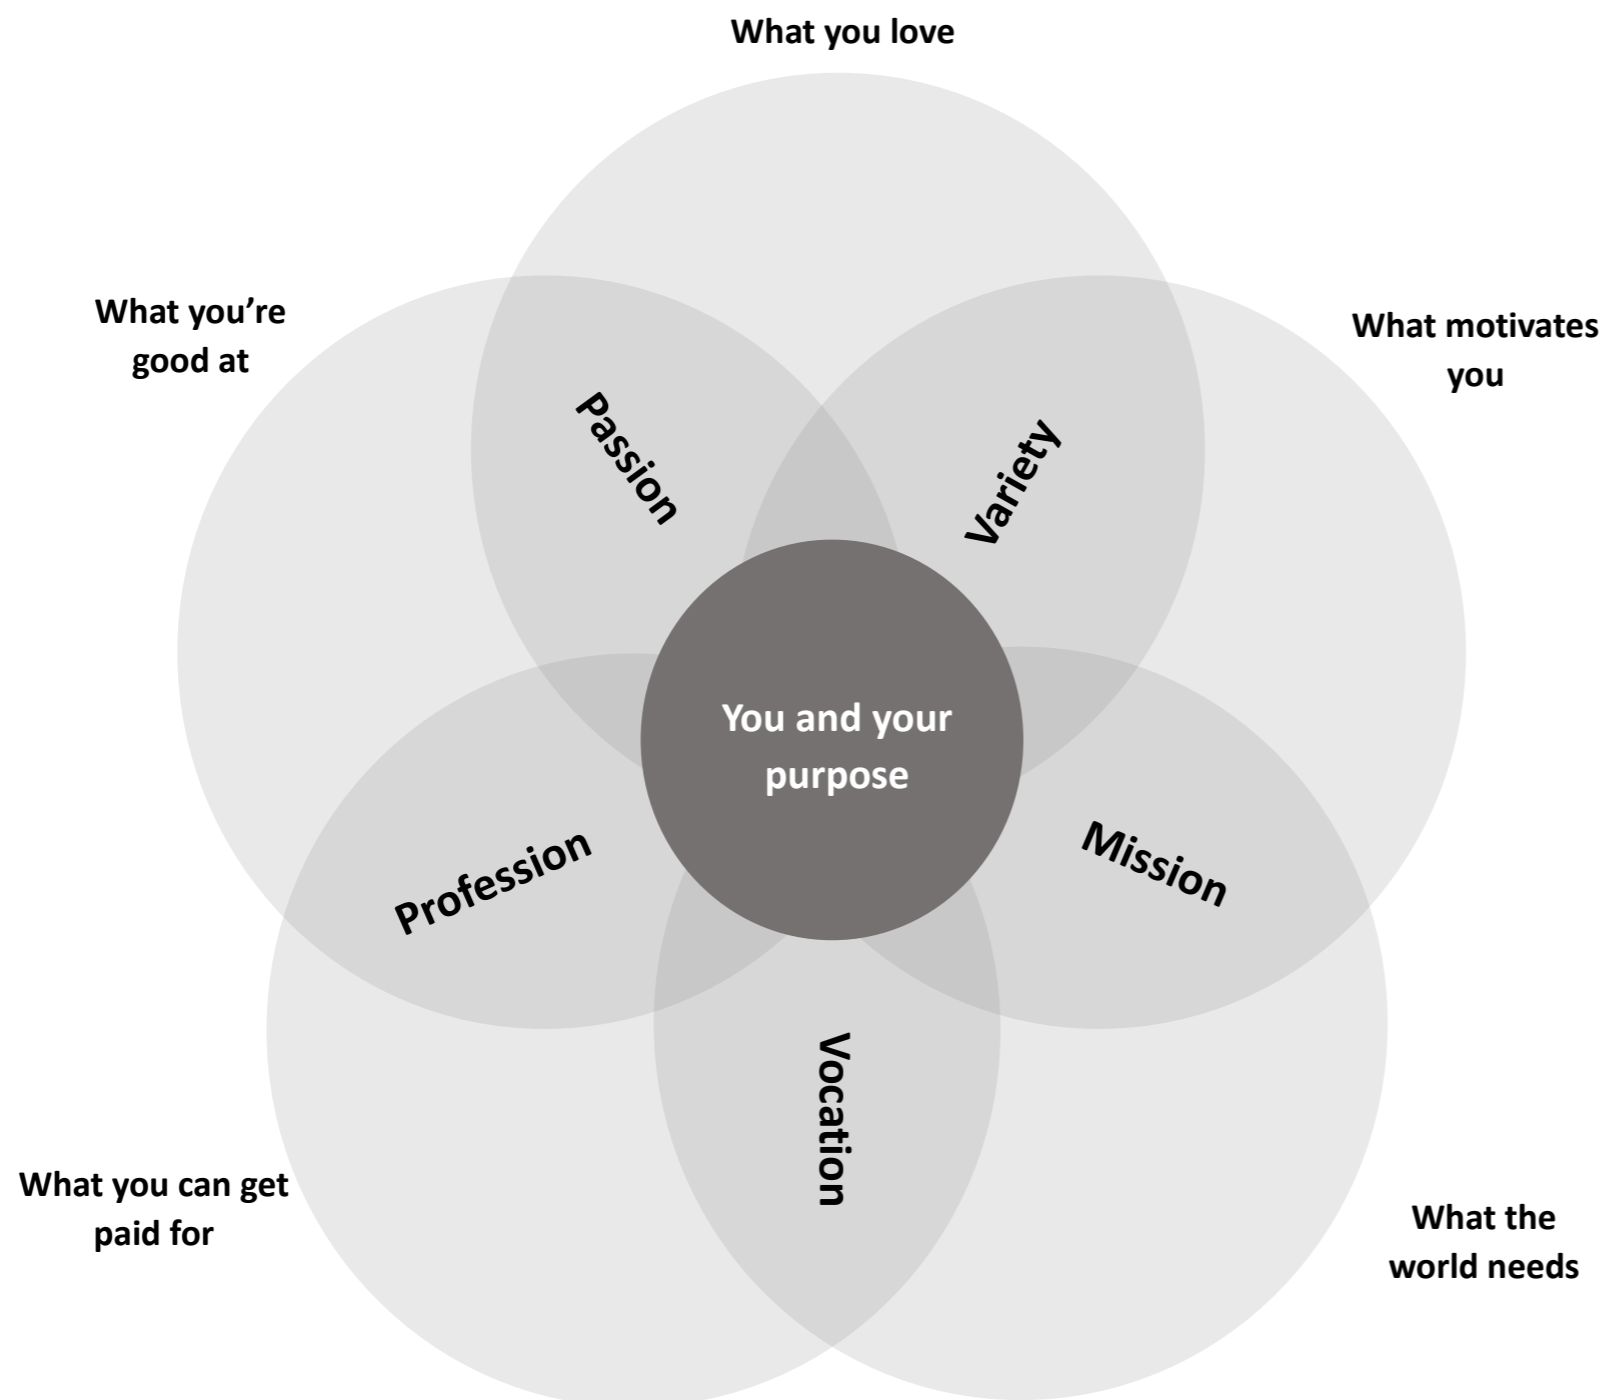 What you love
What you’re
good at
What motivates
you
Passion
Variety
You and your
purpose
Profession
Mission
Vocation
What you can get
paid for
What the
world needs